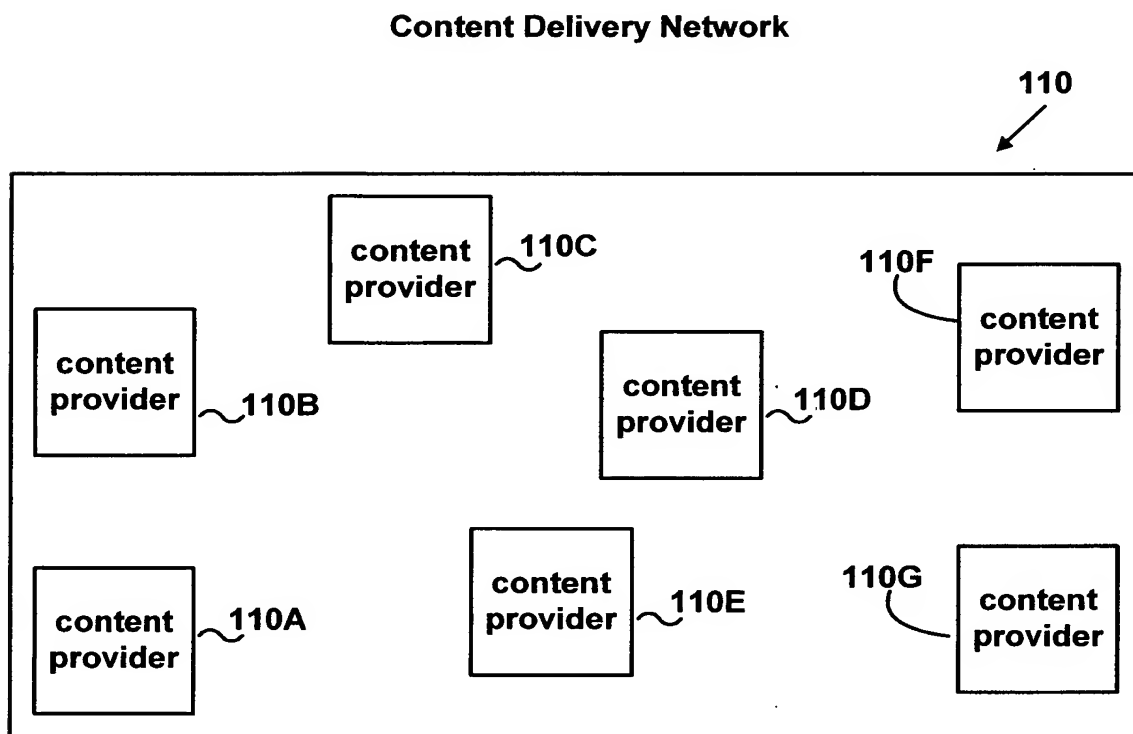 Content Delivery Network
110
content
provider
110C
110F
content
provider
content
provider
110B
content
provider
110D
content
provider
110A
content
provider
110E
110G
content
provider